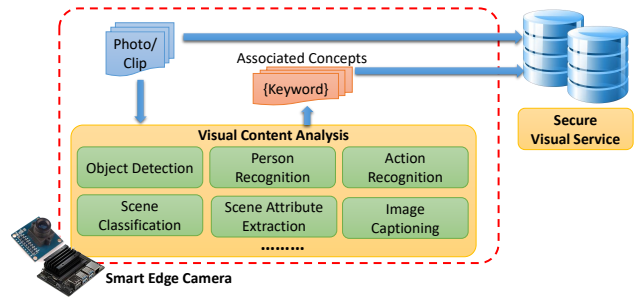 Photo/
Clip
Associated Concepts
{Keyword}
Secure
Visual Service
Visual Content Analysis
Object Detection
Person
Recognition
Action
Recognition
Scene
Classification
Scene Attribute
Extraction
Image
Captioning
………
Smart Edge Camera